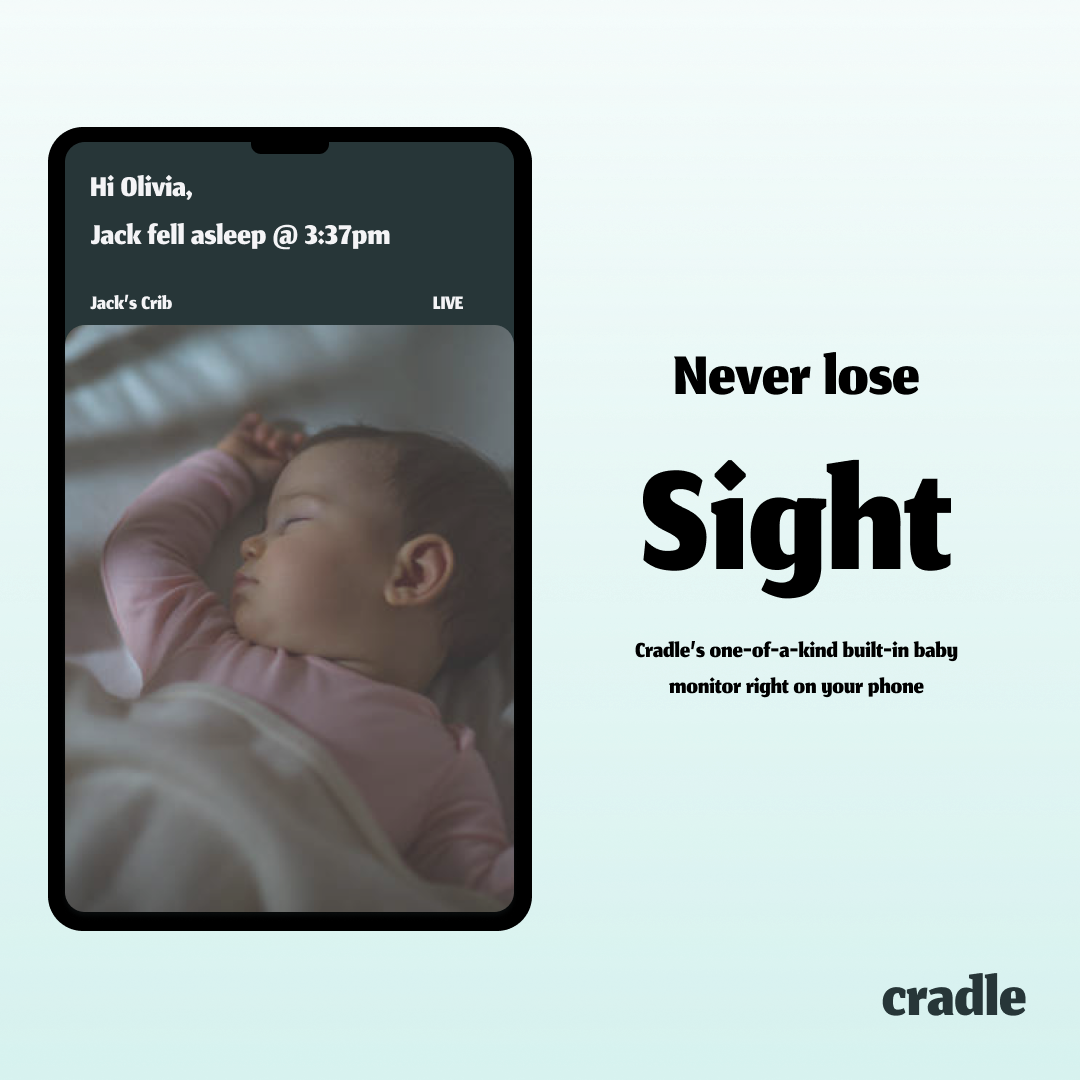 Hi Olivia,
Jack fell asleep @ 3:37pm
Jack's Crib
LIVE
Never lose
Sight
Cradle's one-of-a-kind built-in baby
monitor right on your phone
cradle